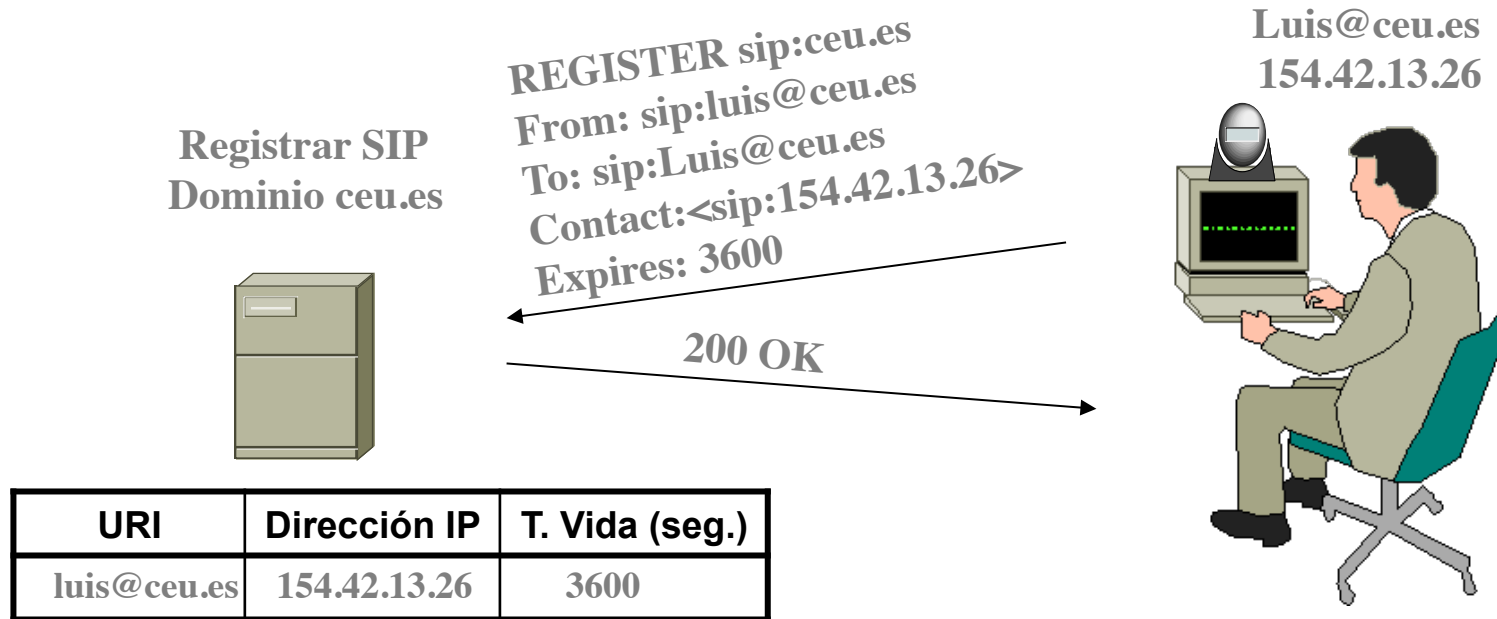 Registrar SIP
Dominio ceu.es
REGISTER sip:ceu.es
From: sip:luis@ceu.es
To: sip:Luis@ceu.es
Contact:<sip:154.42.13.26>
Expires: 3600
200 OK
Luis@ceu.es
154.42.13.26
URI Dirección IP T. Vida (seg.)
luis@ceu.es 154.42.13.26 3600